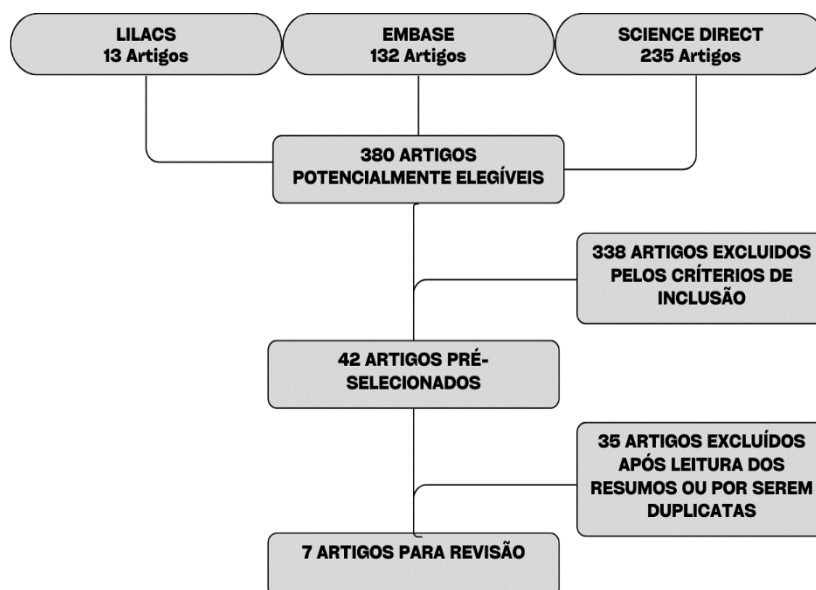 LILACS
13 Artigos
EMBASE
132 Artigos
SCIENCE DIRECT
235 Artigos
380 ARTIGOS
POTENCIALMENTE ELEGÍVEIS
338 ARTIGOS EXCLUIDOS
PELOS CRÍTERIOS DE
INCLUSÃO
42 ARTIGOS PRÉ-
SELECIONADOS
35 ARTIGOS EXCLUÍDOS
APÓS LEITURA DOS
RESUMOS OU POR SEREM
DUPLICATAS
7 ARTIGOS PARA REVISÃO